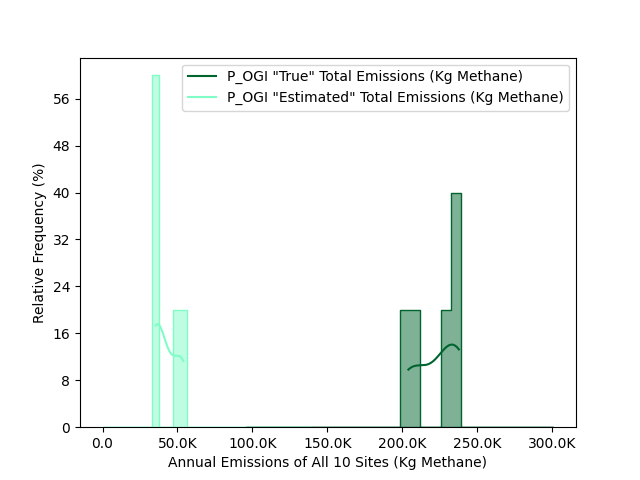 P_OGI "True" Total Emissions (Kg Methane)
P_OGI "Estimated" Total Emissions (Kg Methane)
56
48
40
32
24
16
8
0
Relative Frequency (%)
0.0 50.0K 100.0K 150.0K 200.0K 250.0K 300.0K
Annual Emissions of All 10 Sites (Kg Methane)